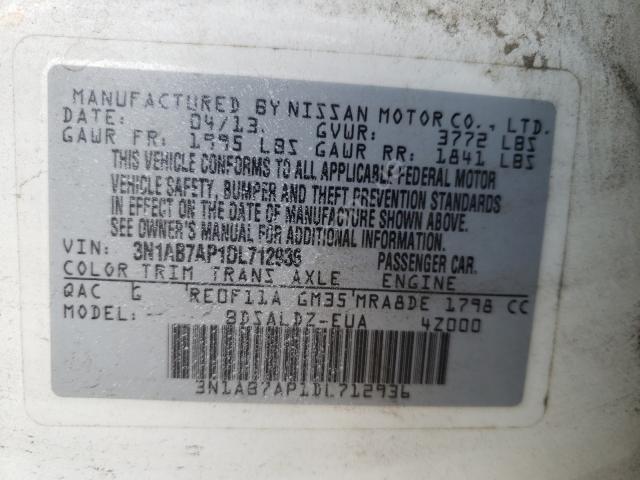 MANUFACTURED BY NISSAN MOTOR CO., LTD.
DATE: 04/13. GVWR: 3772 LBS
GAWR FR: 1995 LBS GAWR RR: 1841 LBS
THIS VEHICLE CONFORMS TO ALL APPLICABLE FEDERAL MOTOR
VEHICLE SAFETY, BUMPER AND THEFT PREVENTION STANDARDS
IN EFFECT ON THE DATE OF MANUFACTURE SHOWN ABOVE.
SEE OWNER'S MANUAL FOR ADDITIONAL INFORMATION
VIN: 3N1AB7AP1DL712936 PASSENGER CAR.
COLOR TRIM TRANS AXLE ENGINE
QAC G RE0F11A GM35 MRA8DE 1798 CC
MODEL: BDSALDZ-EUA 4Z000
3N1AB7AP1DL712936